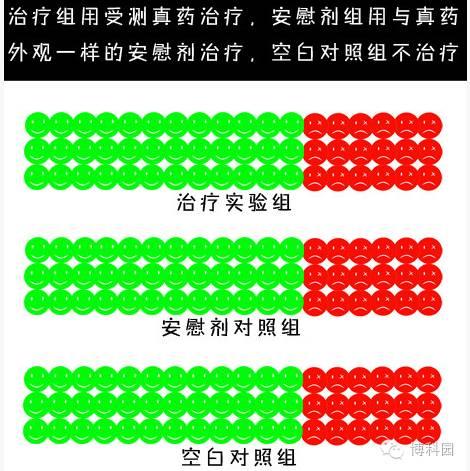 治疗组用受测真药治疗，安慰剂组用与真药
外观一样的安慰剂治疗，空白对照组不治疗
治疗实验组
安慰剂对照组
空白对照组
博科园